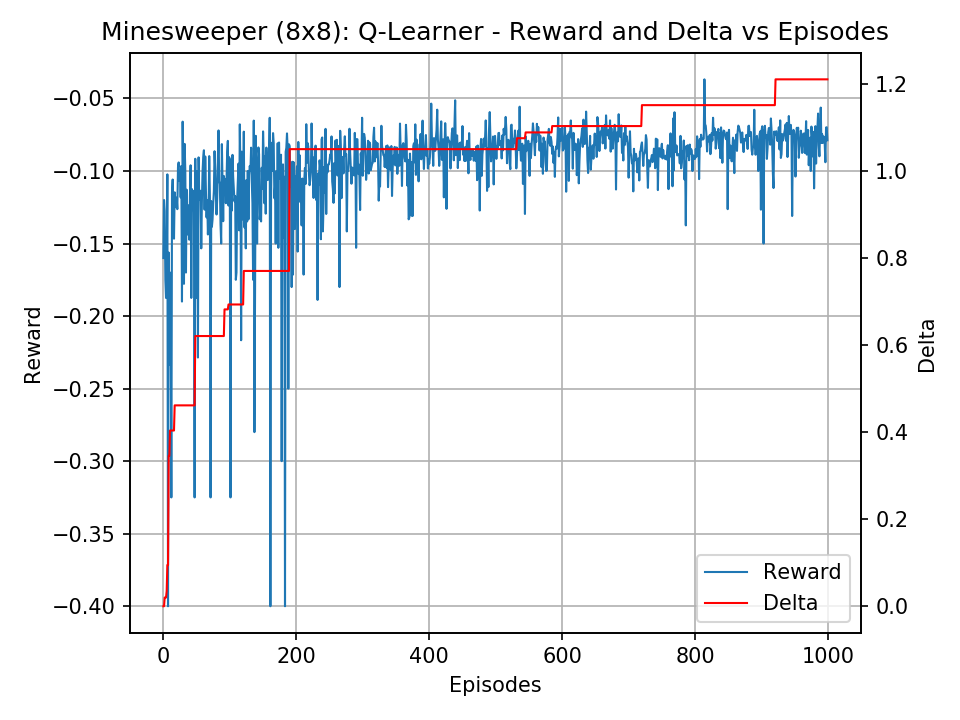 Minesweeper (8x8): Q-Learner - Reward and Delta vs Episodes
−0.05
−0.10
−0.15
−0.20
−0.25
−0.30
−0.35
−0.40
Reward
1.2
1.0
0.8
0.6
0.4
0.2
0.0
Delta
Reward
Delta
0 200 400 600 800 1000
Episodes